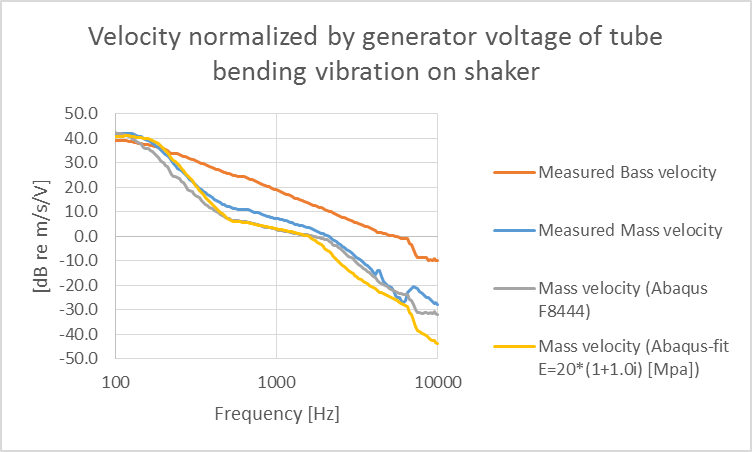 Velocity normalized by generator voltage of tube
bending vibration on shaker
50.0
40.0
30.0
20.0
10.0
0.0
-10.0
-20.0
-30.0
-40.0
-50.0
[dB re m/s/V]
100
1000
10000
Frequency [Hz]
Measured Bass velocity
Measured Mass velocity
Mass velocity (Abaqus
F8444)
Mass velocity (Abaqus-fit
E=20*(1+1.0i) [Mpa])